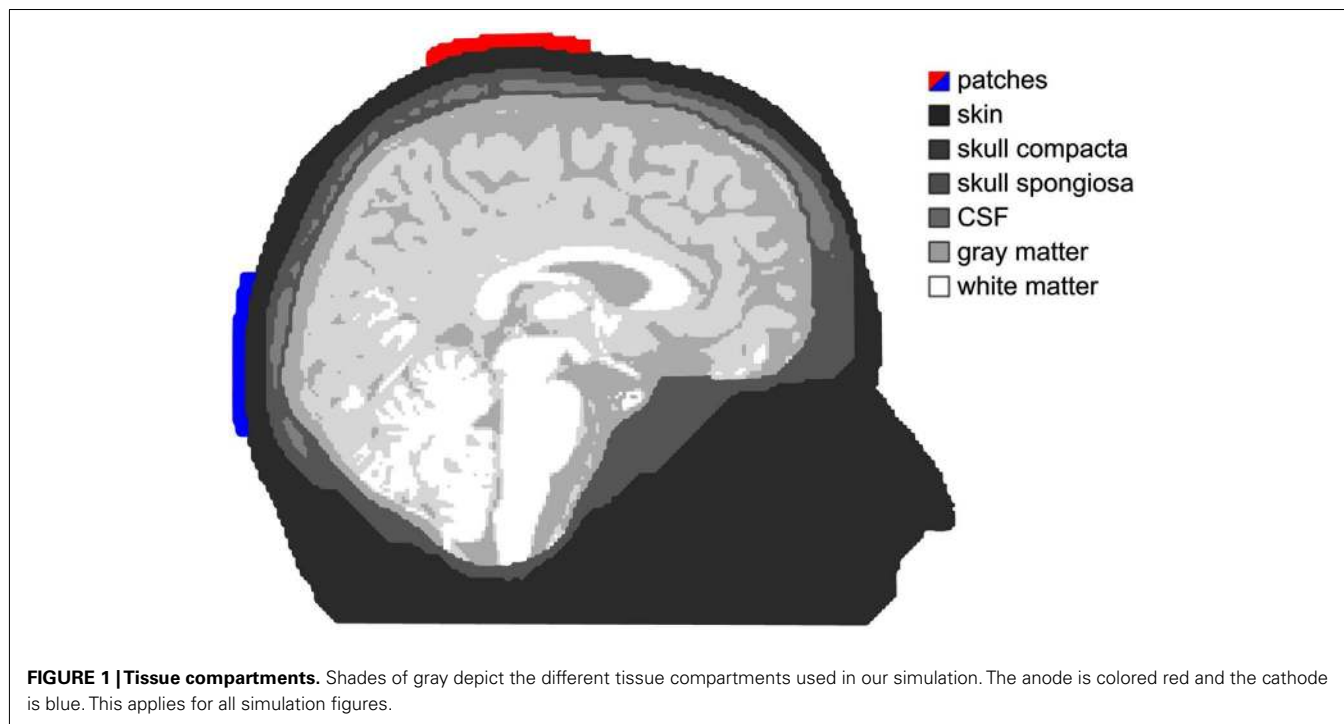 patches
skin
skull compacta
skull spongiosa
CSF
gray matter
white matter
FIGURE 1 | Tissue compartments. Shades of gray depict the different tissue compartments used in our simulation. The anode is colored red and the cathode
is blue. This applies for all simulation figures.